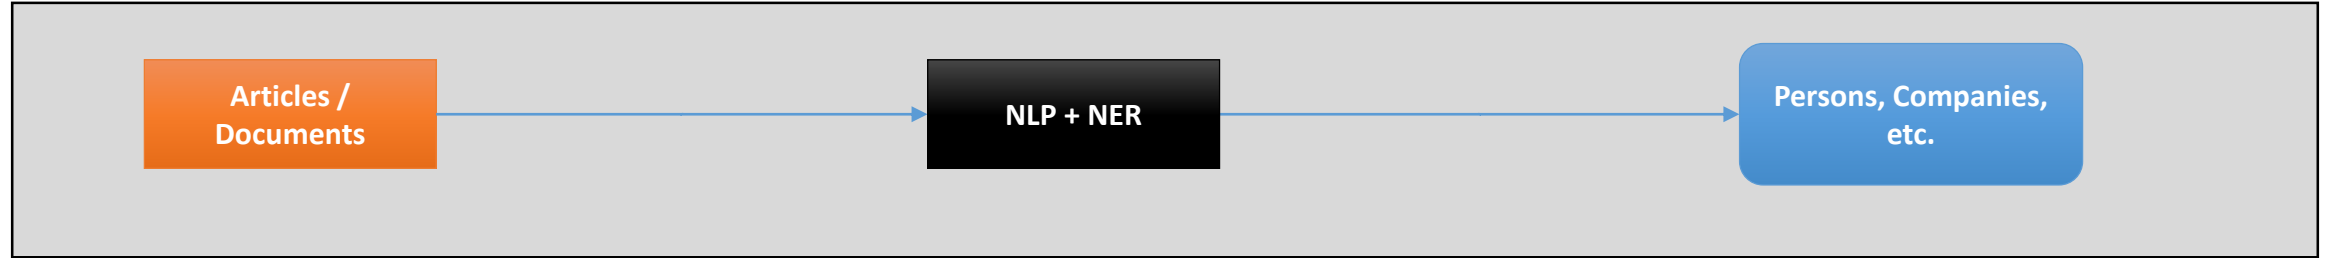 Articles /
Documents
NLP + NER
Persons, Companies,
etc.